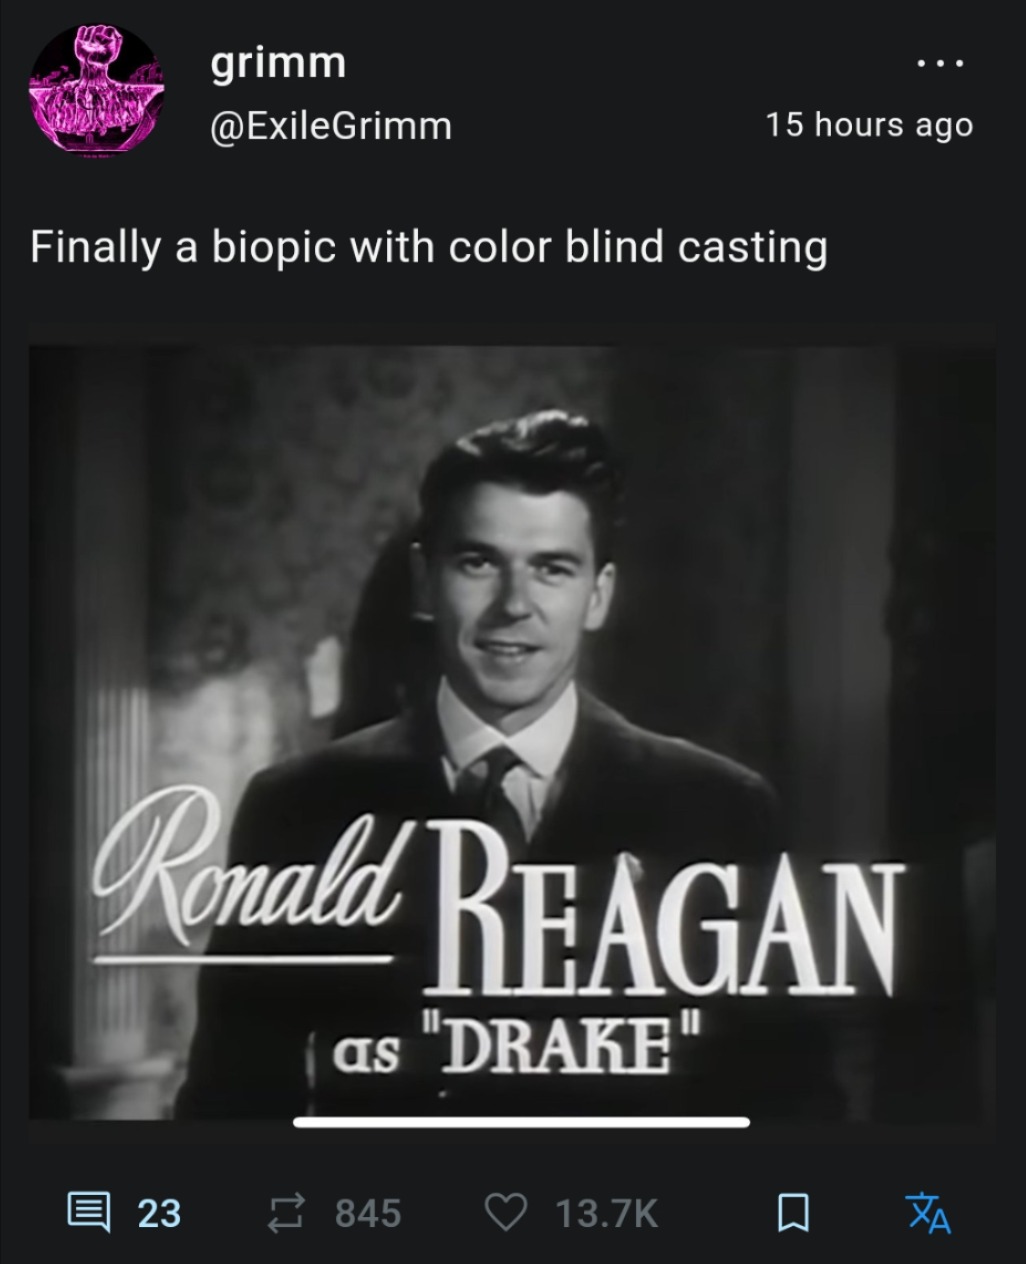 grimm
@ExileGrimm
15 hours ago
Finally a biopic with color blind casting
Ronald REAGAN
as "DRAKE"
23
845
13.7K